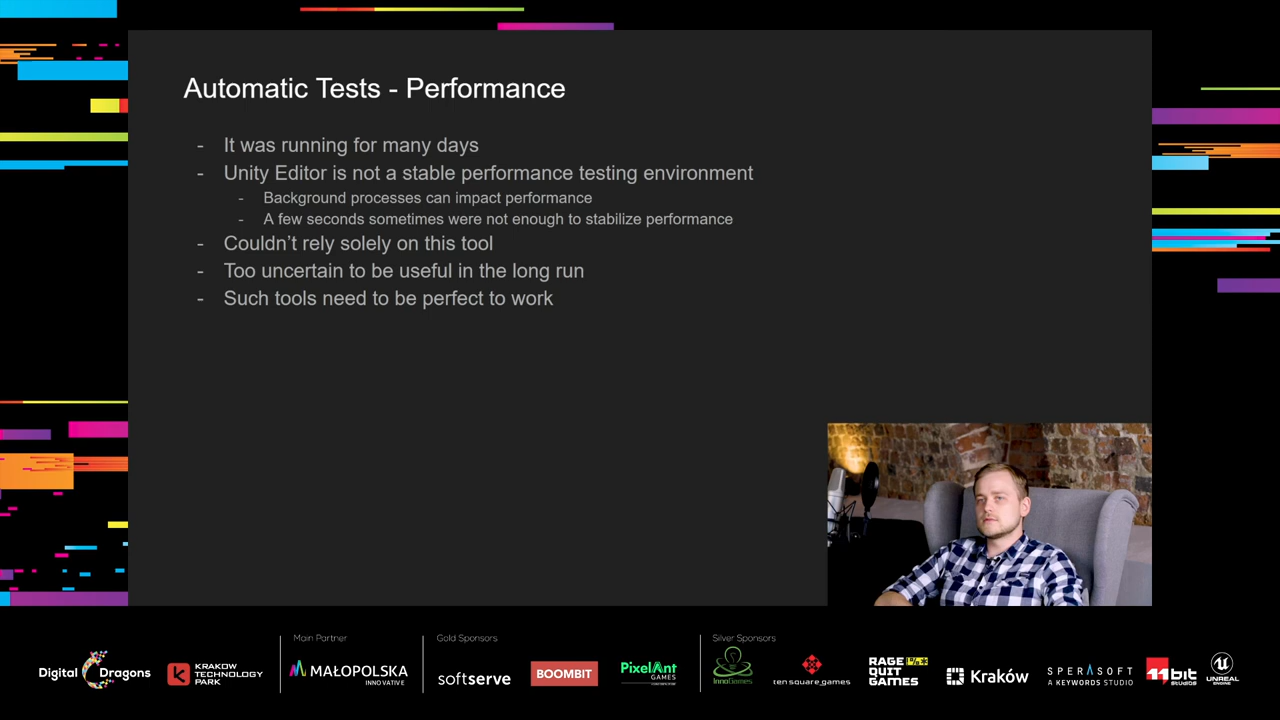 Automatic Tests - Performance
- It was running for many days
- Unity Editor is not a stable performance testing environment
- Background processes can impact performance
- A few seconds sometimes were not enough to stabilize performance
- Couldn't rely solely on this tool
- Too uncertain to be useful in the long run
- Such tools need to be perfect to work
Main Partner
Gold Sponsors
Silver Sponsors
Digital Dragons
KRAKOW
TECHNOLOGY
PARK
MAŁOPOLSKA
INNOVATIVE
softserve
BOOMBIT
PixelAnt
GAMES
InnoGames
ten square games
RAGE
QUIT
GAMES
Kraków
SPERASOFT
A KEYWORDS STUDIO
11bit
STUDIOS
UNREAL
ENGINE